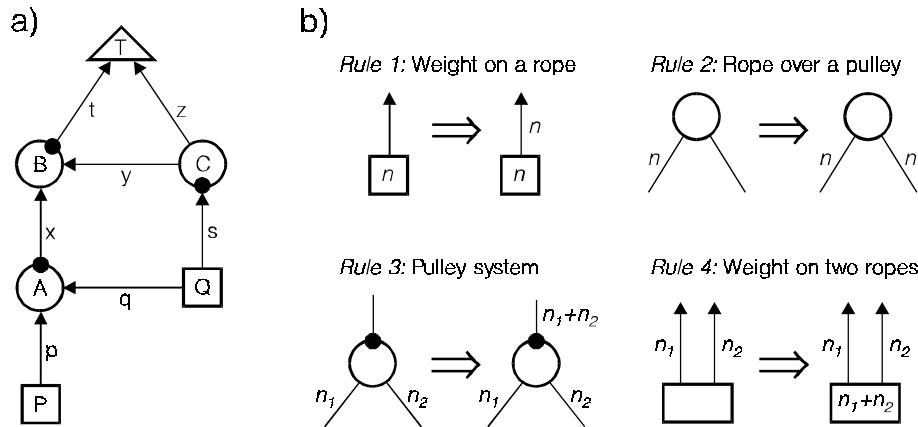 a)
T
t
z
B
C
y
x
s
A
Q
q
p
P
b)
Rule 1: Weight on a rope
n
n
n
Rule 2: Rope over a pulley
n
n
n
Rule 3: Pulley system
n1+n2
n1
n2
n1
n2
Rule 4: Weight on two ropes
n1
n2
n1
n2
n1+n2